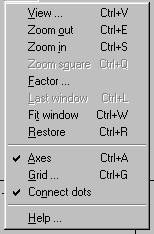 View ... Ctrl+V
Zoom out Ctrl+E
Zoom in Ctrl+S
Zoom square Ctrl+Q
Factor ...
Last window Ctrl+L
Fit window Ctrl+W
Restore Ctrl+R
Axes Ctrl+A
Grid ... Ctrl+G
Connect dots
Help ...